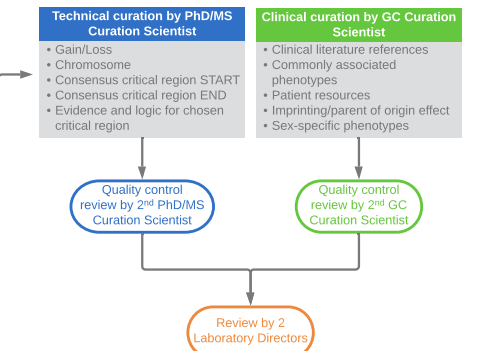 Technical curation by PhD/MS
Curation Scientist
• Gain/Loss
• Chromosome
• Consensus critical region START
• Consensus critical region END
• Evidence and logic for chosen
critical region
Clinical curation by GC Curation
Scientist
• Clinical literature references
• Commonly associated
phenotypes
• Patient resources
• Imprinting/parent of origin effect
• Sex-specific phenotypes
Quality control
review by 2nd PhD/MS
Curation Scientist
Quality control
review by 2nd GC
Curation Scientist
Review by 2
Laboratory Directors